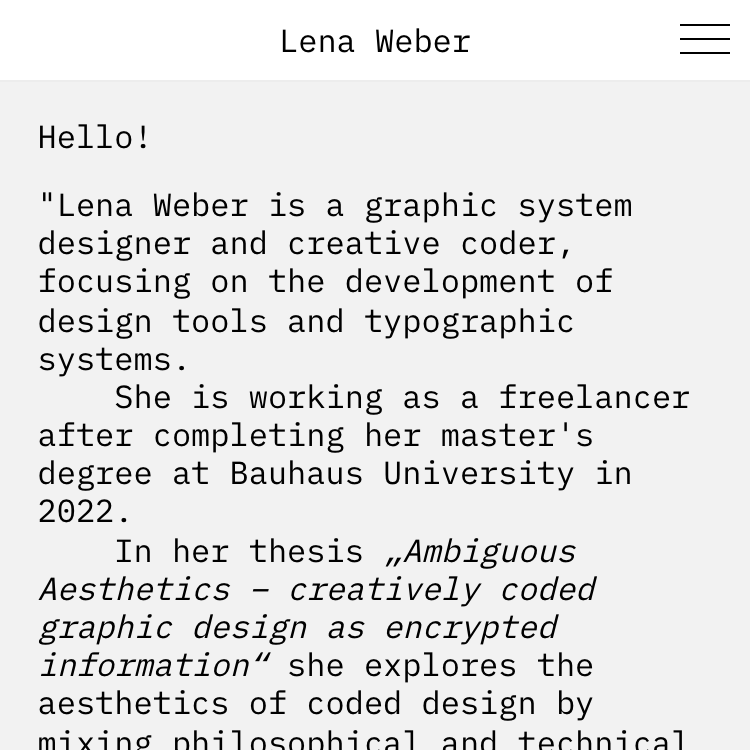 Lena Weber
Hello!
"Lena Weber is a graphic system
designer and creative coder,
focusing on the development of
design tools and typographic
systems.
She is working as a freelancer
after completing her master's
degree at Bauhaus University in
2022.
In her thesis „Ambiguous
Aesthetics – creatively coded
graphic design as encrypted
information“ she explores the
aesthetics of coded design by
mixing philosophical and technical